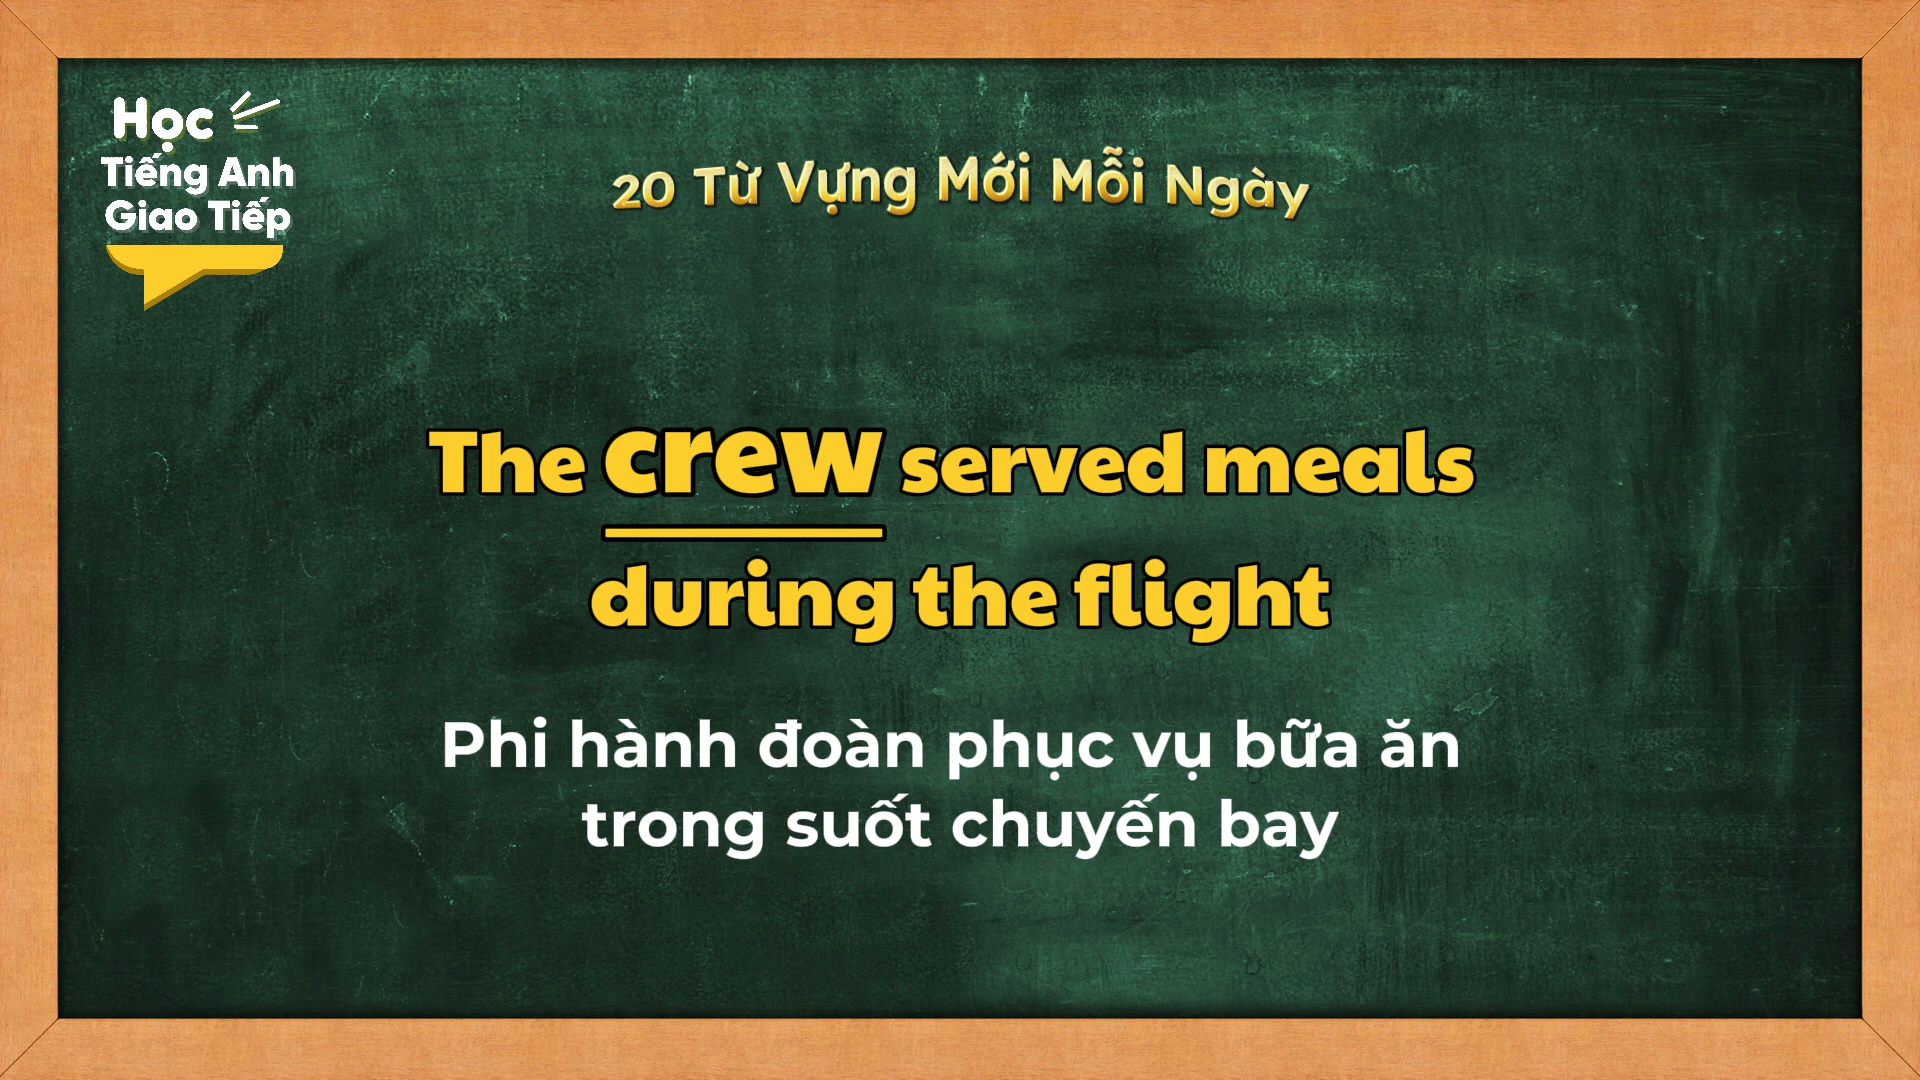 Học
Tiếng Anh
Giao Tiếp
20 Từ Vựng Mới Mỗi Ngày
The crew served meals
during the flight
Phi hành đoàn phục vụ bữa ăn
trong suốt chuyến bay